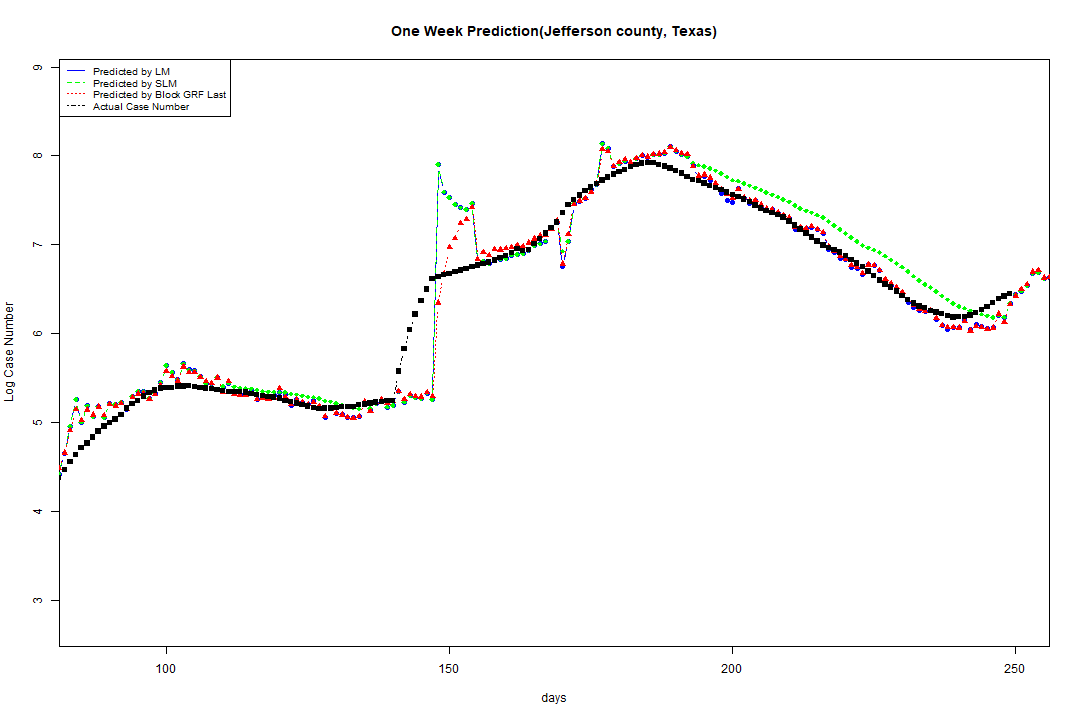 One Week Prediction(Jefferson county, Texas)
Predicted by LM
Predicted by SLM
Predicted by Block GRF Last
Actual Case Number
Log Case Number
9
8
7
6
5
4
3
100 150 200 250
days